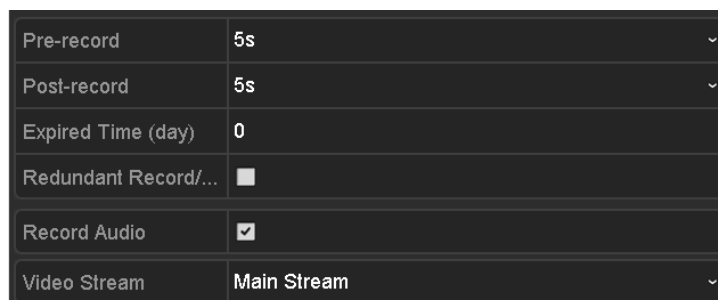 Pre-record 5s
Post-record 5s
Expired Time (day) 0
Redundant Record/...
Record Audio
Video Stream Main Stream